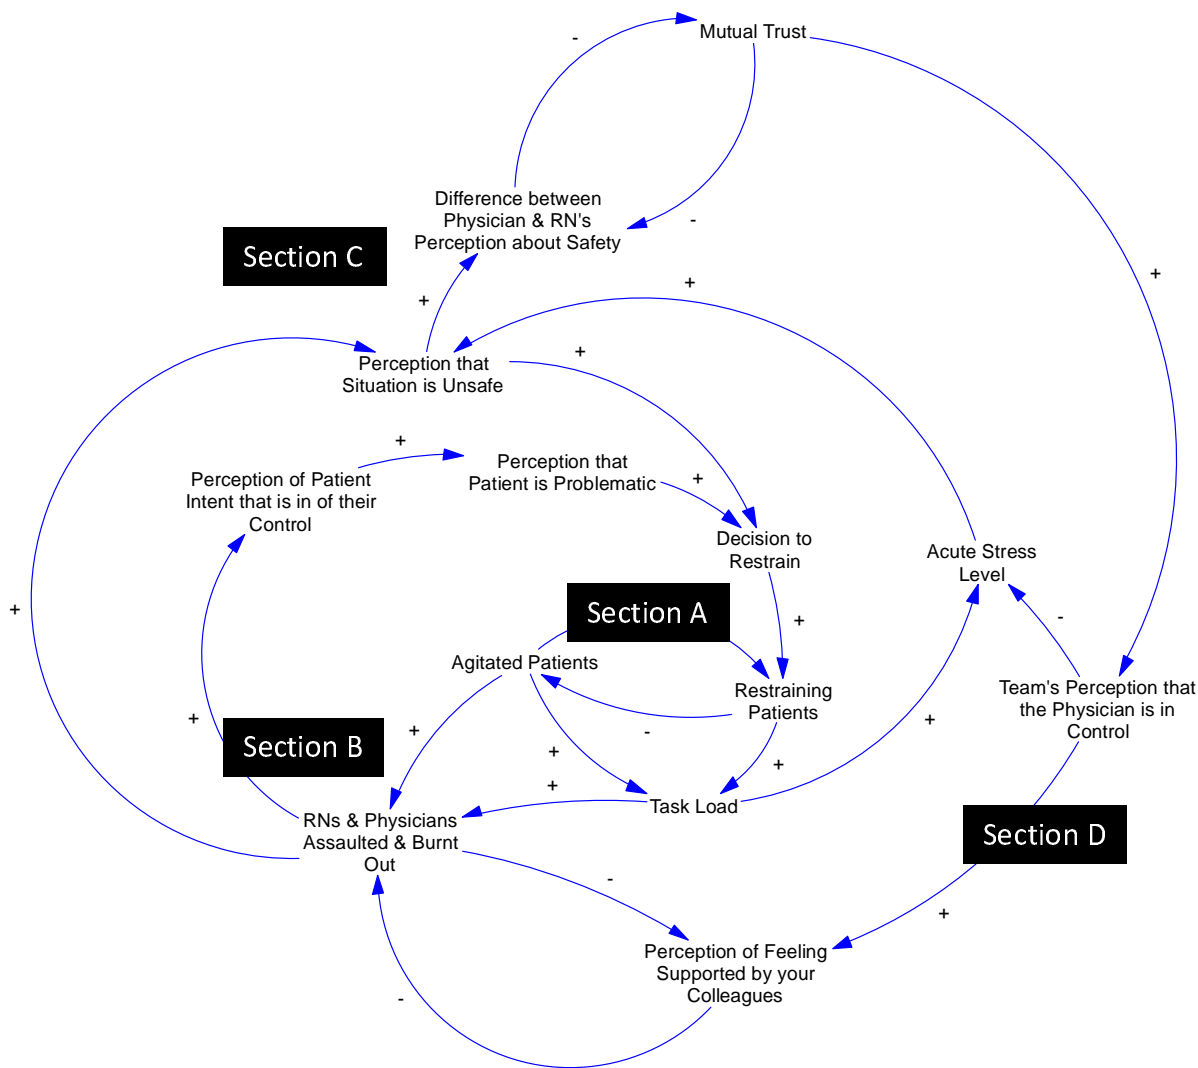 -
Mutual Trust
Difference between
Physician & RN's
Perception about Safety
-
+
Section C
+
+
+
Perception that
Situation is Unsafe
+
Perception of Patient
Intent that is in of their
Control
Perception that
Patient is Problematic
+
Decision to
Restrain
Acute Stress
Level
+
Section A
+
-
Agitated Patients
Restraining
Patients
Team's Perception that
the Physician is in
Control
+
Section B
+
-
+
+
+
+
Task Load
RNs & Physicians
Assaulted & Burnt
Out
Section D
-
+
Perception of Feeling
Supported by your
Colleagues
-